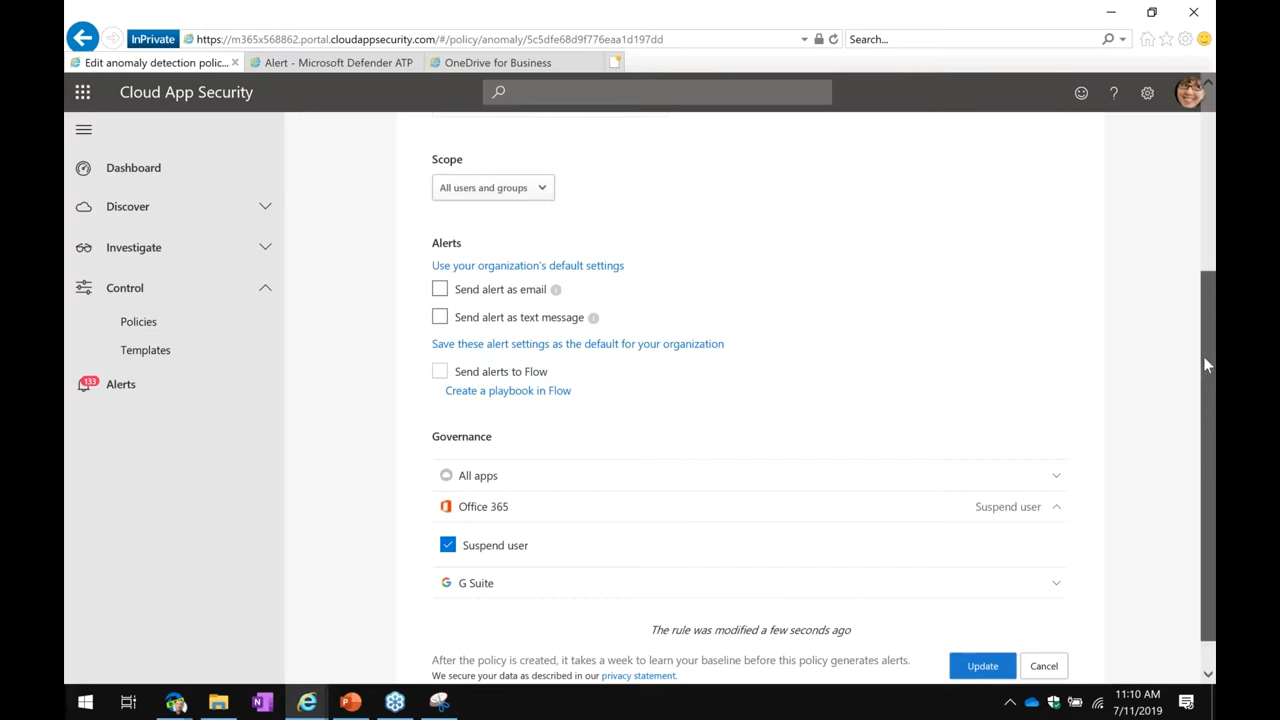 InPrivate
https://m365x568862.portal.cloudappsecurity.com/#/policy/anomaly/5c5dfe68d9f776eaa1d197dd
Search...
Edit anomaly detection polic...
Alert - Microsoft Defender ATP
OneDrive for Business
Cloud App Security
Dashboard
Discover
Investigate
Control
Policies
Templates
133
Alerts
Scope
All users and groups
Alerts
Use your organization's default settings
Send alert as email
Send alert as text message
Save these alert settings as the default for your organization
Send alerts to Flow
Create a playbook in Flow
Governance
All apps
Office 365
Suspend user
Suspend user
G Suite
The rule was modified a few seconds ago
After the policy is created, it takes a week to learn your baseline before this policy generates alerts.
We secure your data as described in our privacy statement.
Update
Cancel
11:10 AM
7/11/2019